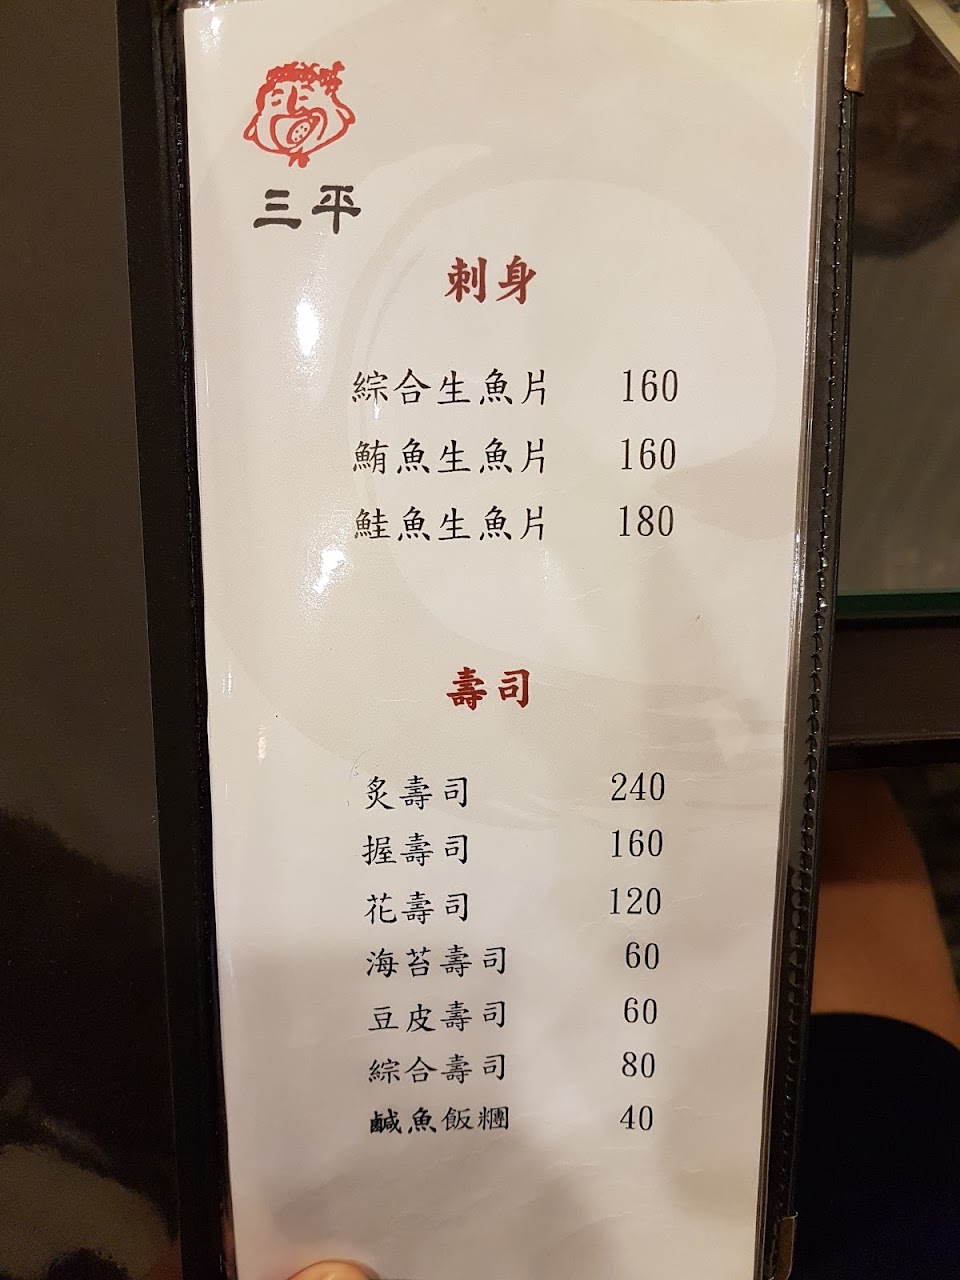 三平
刺身
綜合生魚片 160
鮪魚生魚片 160
鮭魚生魚片 180
壽司
炙壽司 240
握壽司 160
花壽司 120
海苔壽司 60
豆皮壽司 60
綜合壽司 80
鹹魚飯糰 40